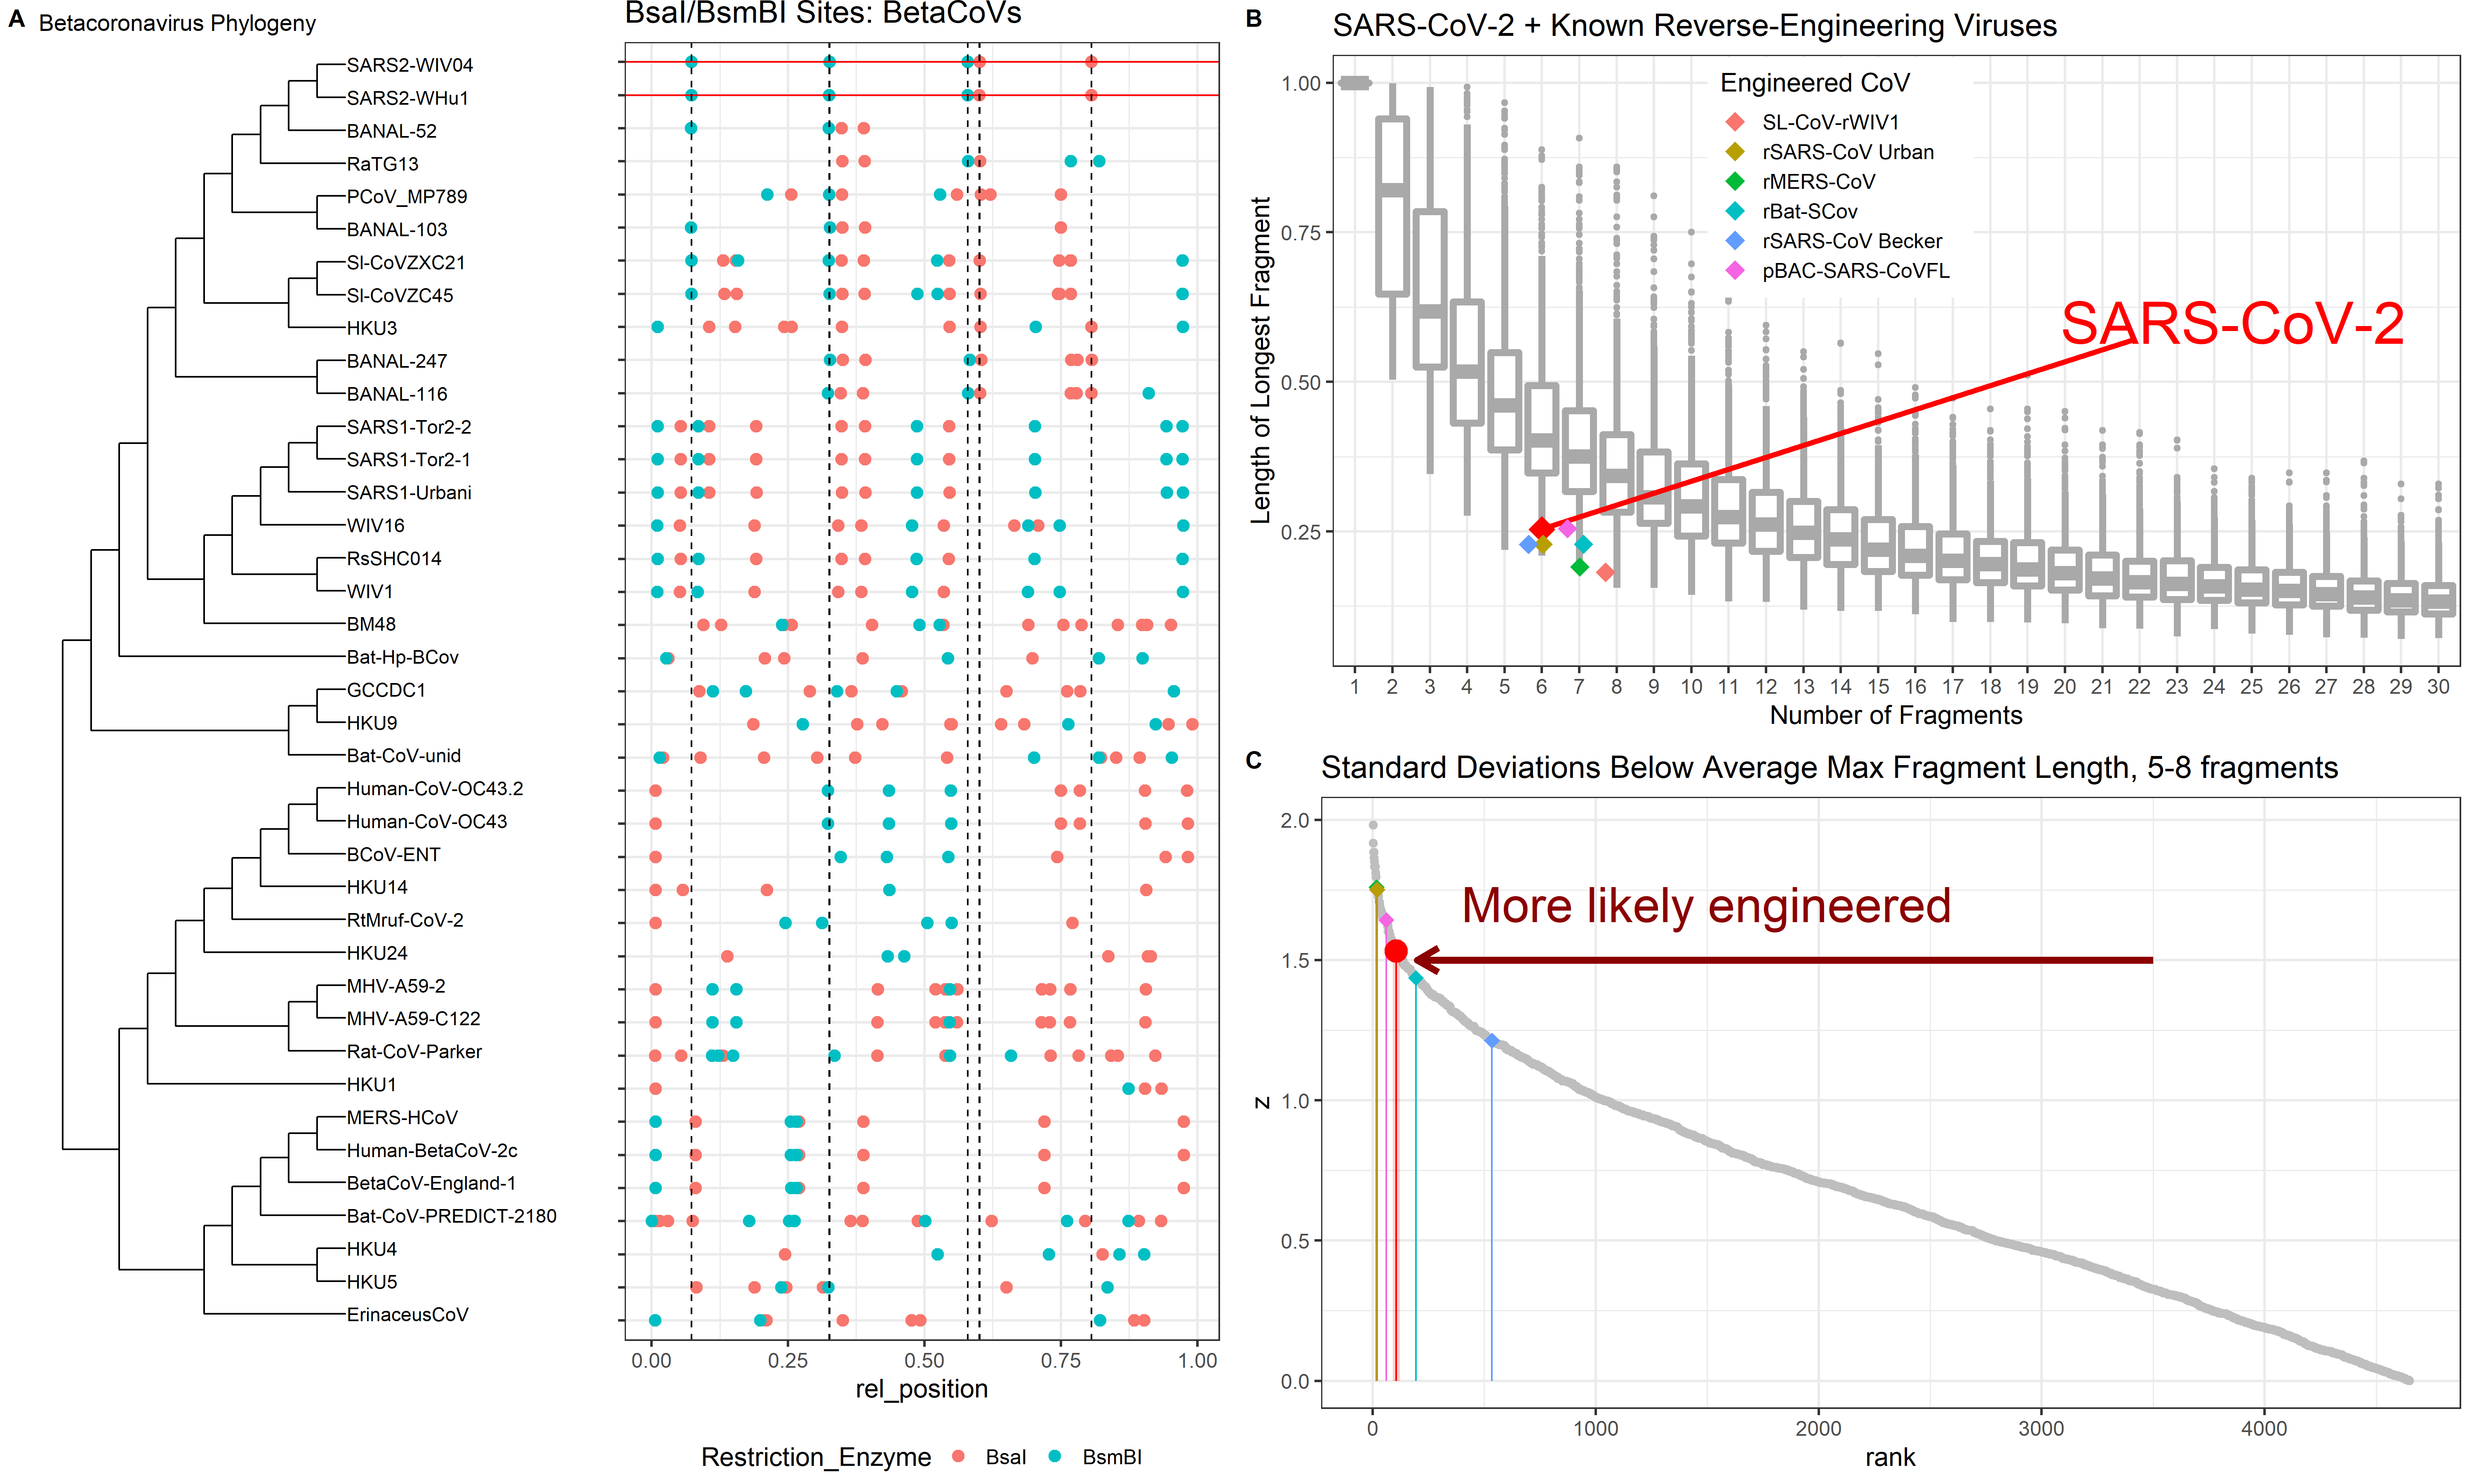 A Betacoronavirus Phylogeny
SARS2-WIV04
SARS2-WHu1
BANAL-52
RaTG13
PCoV_MP789
BANAL-103
Sl-CoVZXC21
Sl-CoVZC45
HKU3
BANAL-247
BANAL-116
SARS1-Tor2-2
SARS1-Tor2-1
SARS1-Urbani
WIV16
RsSHC014
WIV1
BM48
Bat-Hp-BCov
GCCDC1
HKU9
Bat-CoV-unid
Human-CoV-OC43.2
Human-CoV-OC43
BCoV-ENT
HKU14
RtMruf-CoV-2
HKU24
MHV-A59-2
MHV-A59-C122
Rat-CoV-Parker
HKU1
MERS-HCoV
Human-BetaCoV-2c
BetaCoV-England-1
Bat-CoV-PREDICT-2180
HKU4
HKU5
ErinaceusCoV
BsaI/BsmBI Sites: BetaCoVs
0.00 0.25 0.50 0.75 1.00
rel_position
Restriction_Enzyme BsaI BsmBI
B SARS-CoV-2 + Known Reverse-Engineering Viruses
Length of Longest Fragment
1.00
0.75
0.50
0.25
Engineered CoV
SL-CoV-rWIV1
rSARS-CoV Urban
rMERS-CoV
rBat-SCov
rSARS-CoV Becker
pBAC-SARS-CoVFL
SARS-CoV-2
1 2 3 4 5 6 7 8 9 10 11 12 13 14 15 16 17 18 19 20 21 22 23 24 25 26 27 28 29 30
Number of Fragments
C Standard Deviations Below Average Max Fragment Length, 5-8 fragments
z
2.0
1.5
1.0
0.5
0.0
More likely engineered
0 1000 2000 3000 4000
rank